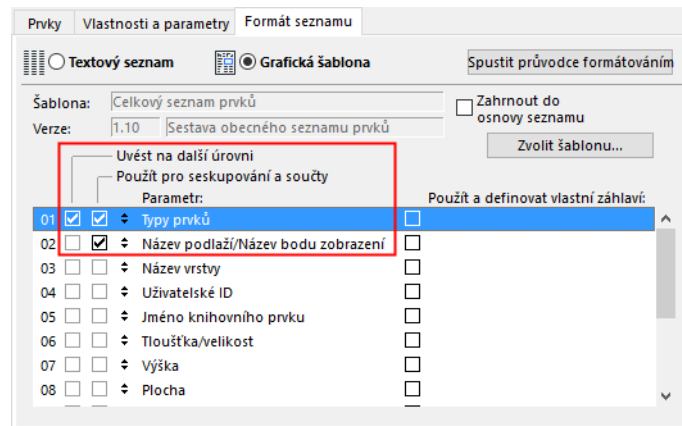 Prvky Vlastnosti a parametry Formát seznamu
Textový seznam Grafická šablona Spustit průvodce formátováním
Šablona: Celkový seznam prvků Zahrnout do
osnovy seznamu
Verze: 1.10 Sestava obecného seznamu prvků
Zvolit šablonu...
Uvést na další úrovni
Použít pro seskupování a součty
Parametr: Použít a definovat vlastní záhlaví:
01 Typy prvků
02 Název podlaží/Název bodu zobrazení
03 Název vrstvy
04 Uživatelské ID
05 Jméno knihovního prvku
06 Tloušťka/velikost
07 Výška
08 Plocha